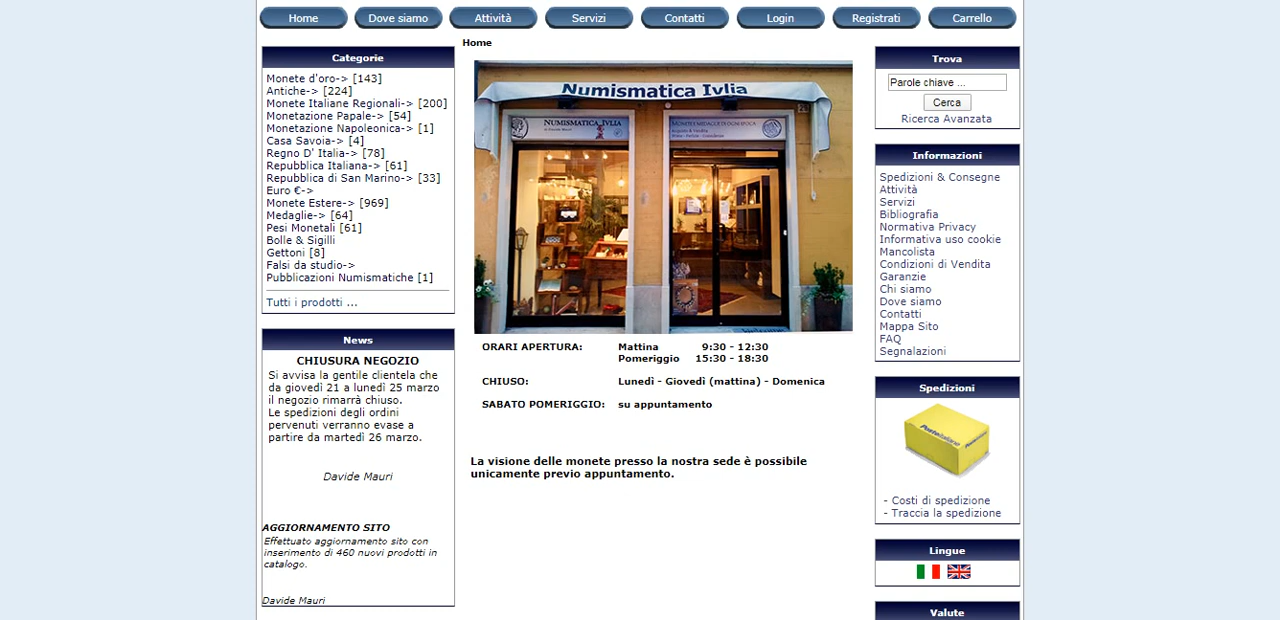 Home
Dove siamo
Attività
Servizi
Contatti
Login
Registrati
Carrello
Categorie
Monete d'oro-> [143]
Antiche-> [224]
Monete Italiane Regionali-> [200]
Monetazione Papale-> [54]
Monetazione Napoleonica-> [1]
Casa Savoia-> [4]
Regno D' Italia-> [78]
Repubblica Italiana-> [61]
Repubblica di San Marino-> [33]
Euro €->
Monete Estere-> [969]
Medaglie-> [64]
Pesi Monetali [61]
Bolle & Sigilli
Gettoni [8]
Falsi da studio->
Pubblicazioni Numismatiche [1]
Tutti i prodotti ...
News
CHIUSURA NEGOZIO
Si avvisa la gentile clientela che
da giovedì 21 a lunedì 25 marzo
il negozio rimarrà chiuso.
Le spedizioni degli ordini
pervenuti verranno evase a
partire da martedì 26 marzo.
Davide Mauri
AGGIORNAMENTO SITO
Effettuato aggiornamento sito con
inserimento di 460 nuovi prodotti in
catalogo.
Davide Mauri
Home
Numismatica Ivlia
Numismatica Ivlia
ORARI APERTURA: Mattina 9:30 - 12:30
Pomeriggio 15:30 - 18:30
CHIUSO: Lunedì - Giovedì (mattina) - Domenica
SABATO POMERIGGIO: su appuntamento
La visione delle monete presso la nostra sede è possibile
unicamente previo appuntamento.
Trova
Parole chiave ...
Cerca
Ricerca Avanzata
Informazioni
Spedizioni & Consegne
Attività
Servizi
Bibliografia
Normativa Privacy
Informativa uso cookie
Mancolista
Condizioni di Vendita
Garanzie
Chi siamo
Dove siamo
Contatti
Mappa Sito
FAQ
Segnalazioni
Spedizioni
Posteitaliane
- Costi di spedizione
- Traccia la spedizione
Lingue
Valute